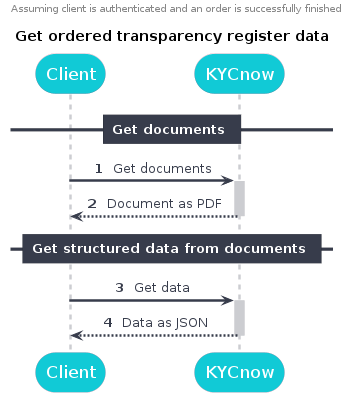 Assuming client is authenticated and an order is successfully finished
Get ordered transparency register data
Client KYCnow
Get documents
1 Get documents
2 Document as PDF
Get structured data from documents
3 Get data
4 Data as JSON
Client KYCnow